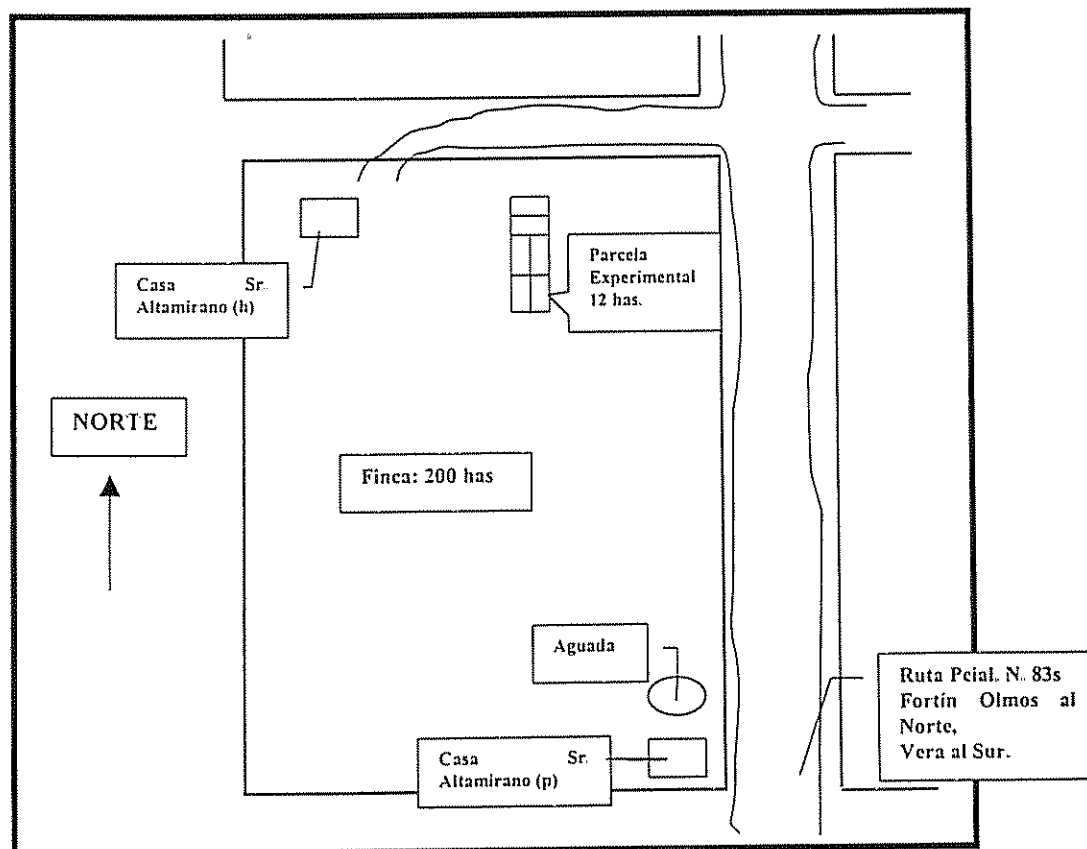 Casa Sr.
Altamirano (h)
Parcela
Experimental
12 has.
NORTE
Finca: 200 has
Aguada
Casa Sr.
Altamirano (p)
Ruta Pcial. N. 83s
Fortín Olmos al
Norte,
Vera al Sur.